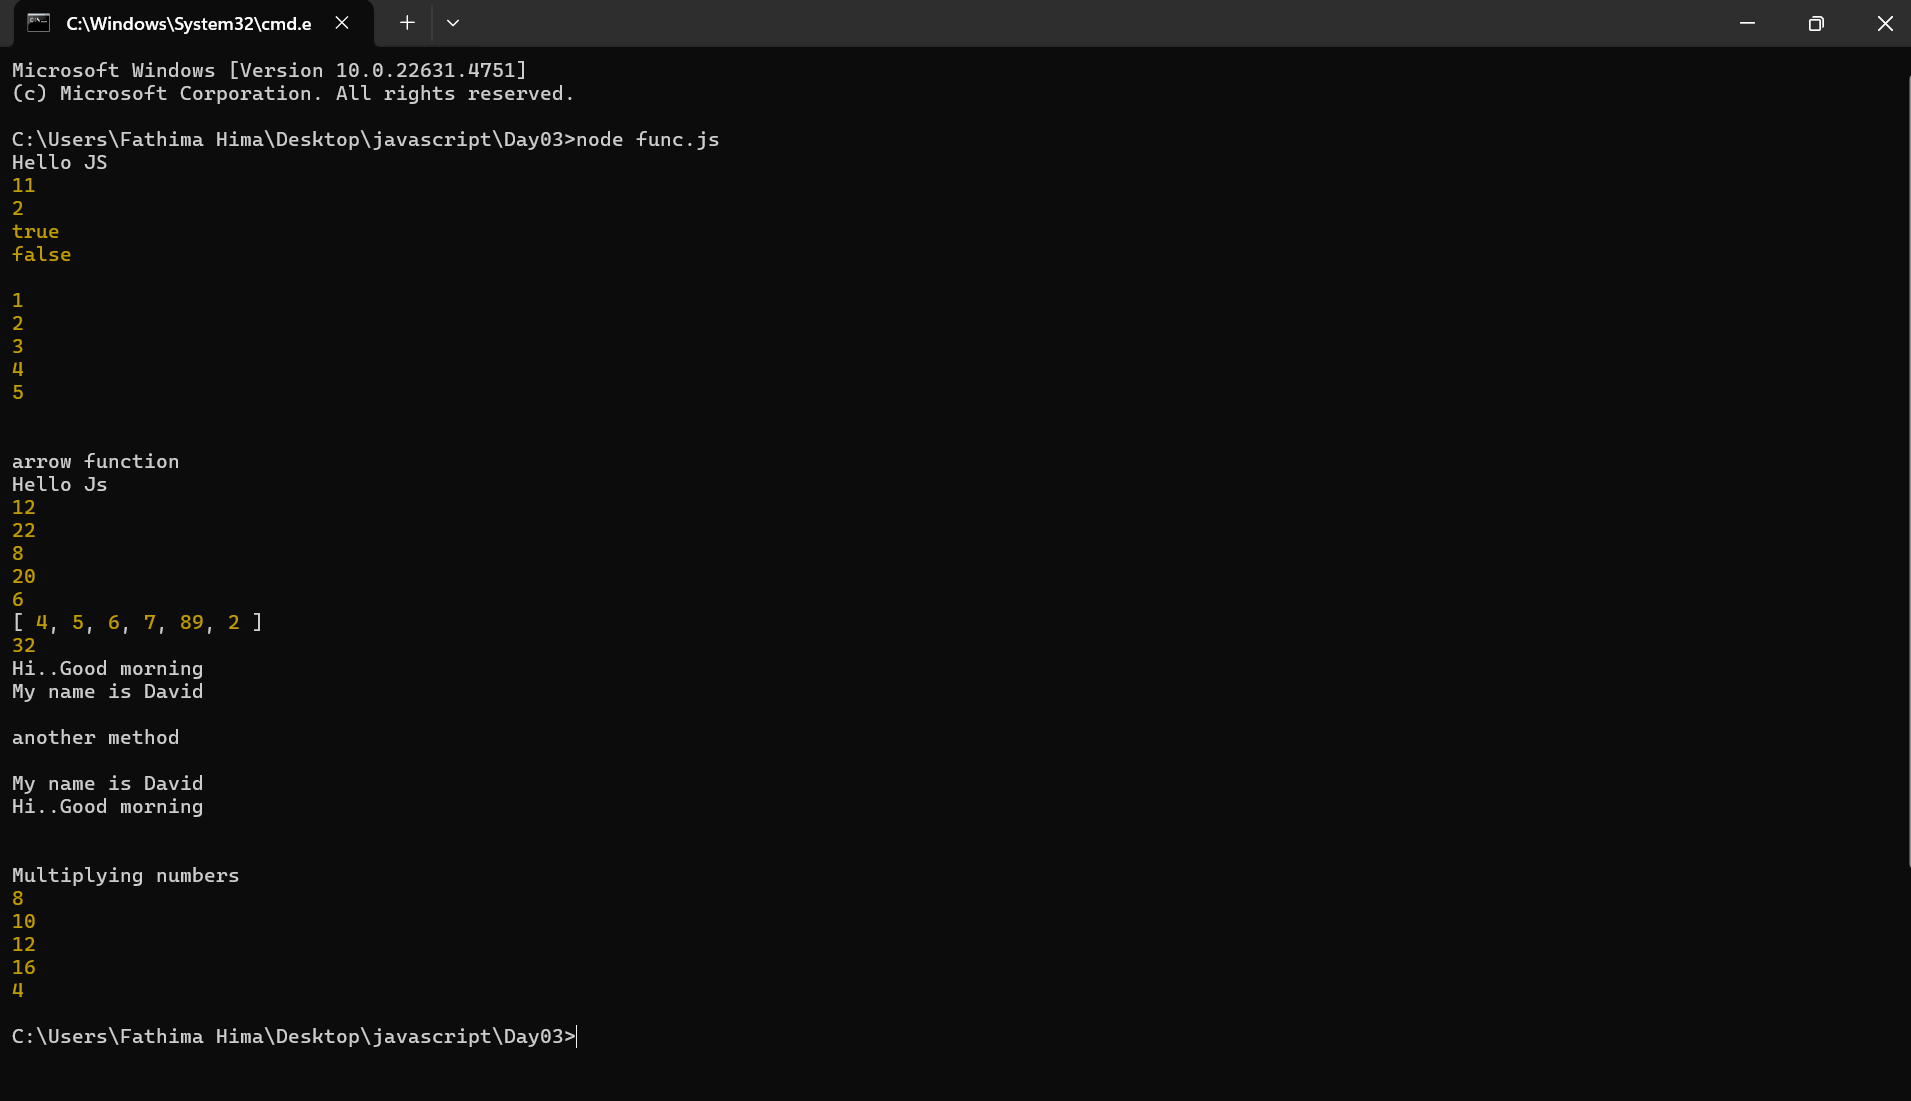 C:\Windows\System32\cmd.e
Microsoft Windows [Version 10.0.22631.4751]
(c) Microsoft Corporation. All rights reserved.
C:\Users\Fathima Hima\Desktop\javascript\Day03>node func.js
Hello JS
11
2
true
false
1
2
3
4
5
arrow function
Hello Js
12
22
8
20
6
[ 4, 5, 6, 7, 89, 2 ]
32
Hi..Good morning
My name is David
another method
My name is David
Hi..Good morning
Multiplying numbers
8
10
12
16
4
C:\Users\Fathima Hima\Desktop\javascript\Day03>